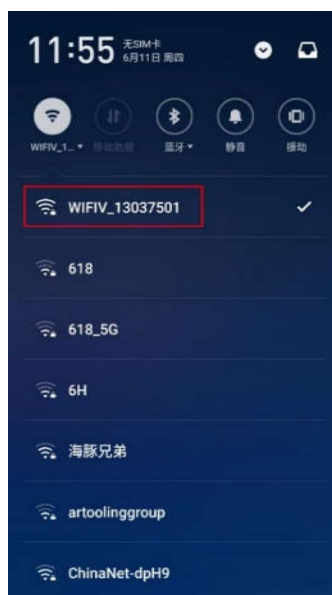 11:55 无SIM卡
6月11日 周四
WIFIV_1... 移动数据 蓝牙 静音 振动
WIFIV_13037501
618
618_5G
6H
海豚兄弟
artoolinggroup
ChinaNet-dpH9